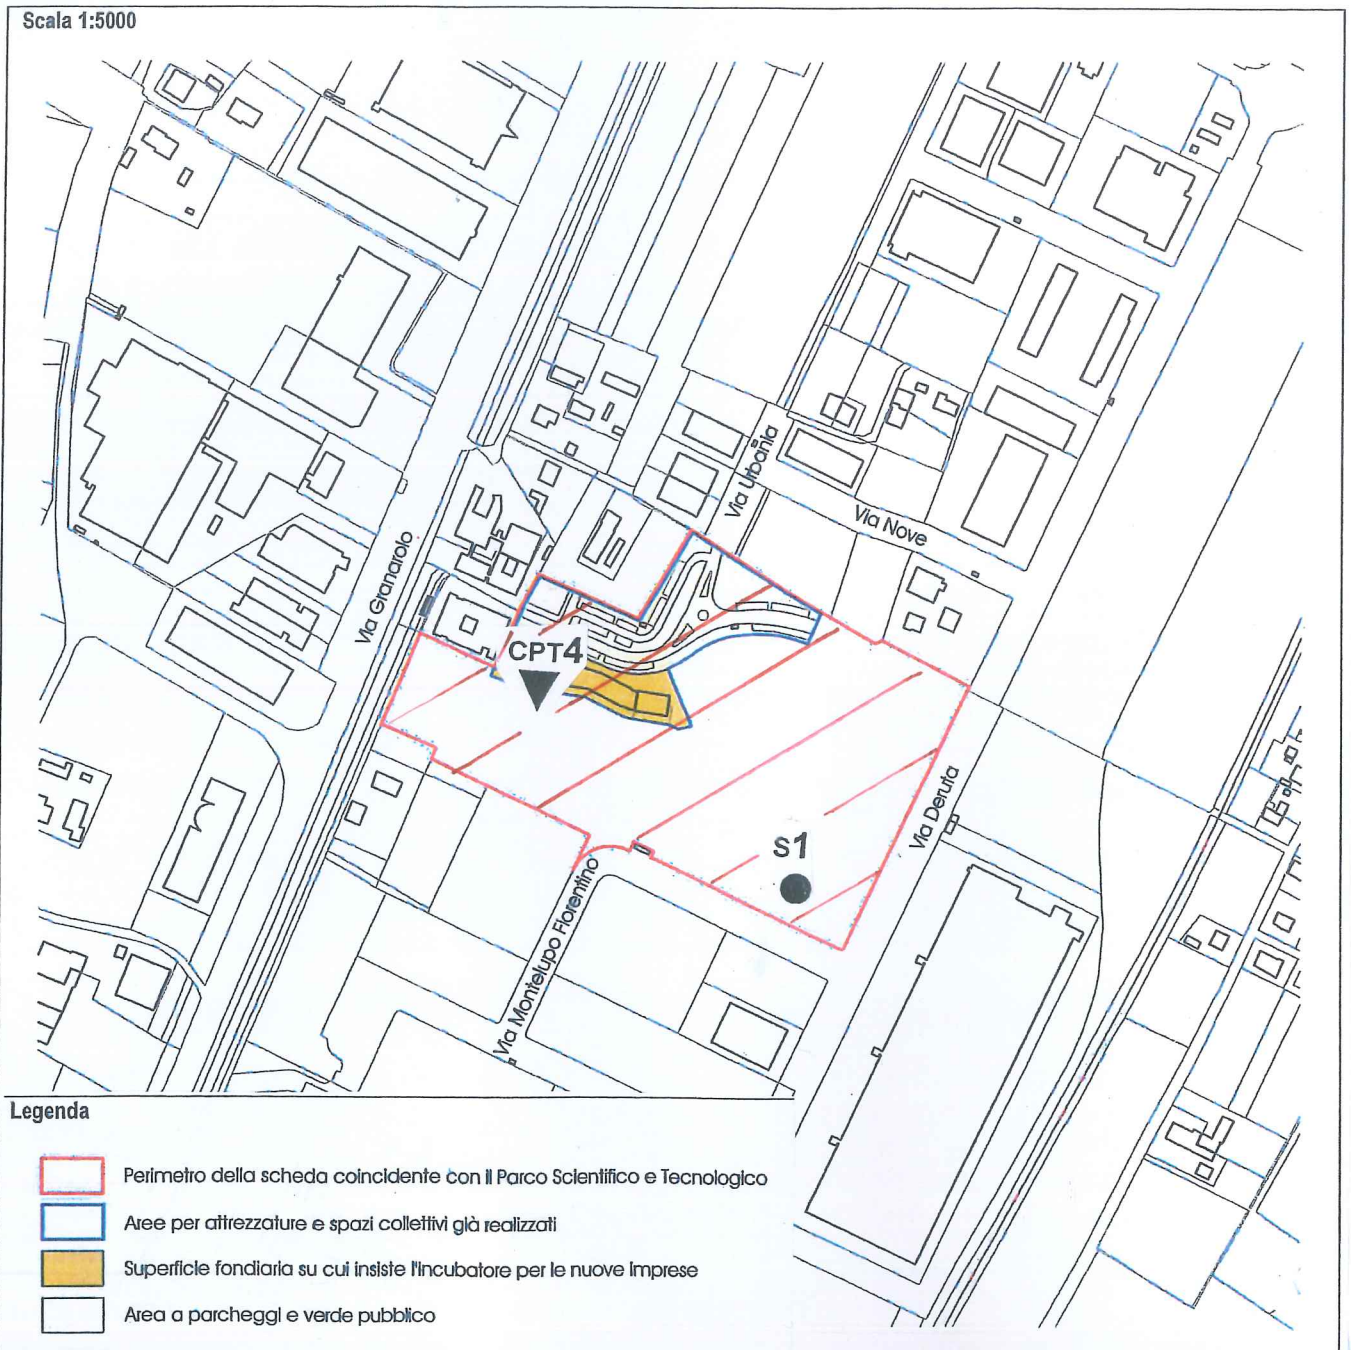 Scala 1:5000
Via Urbania
Via Nove
Via Granarolo
CPT4
Via Deruta
S1
Via Montelupo Fiorentino
Legenda
Perimetro della scheda coincidente con il Parco Scientifico e Tecnologico
Aree per attrezzature e spazi collettivi già realizzati
Superficie fondiaria su cui insiste l'incubatore per le nuove imprese
Area a parcheggi e verde pubblico